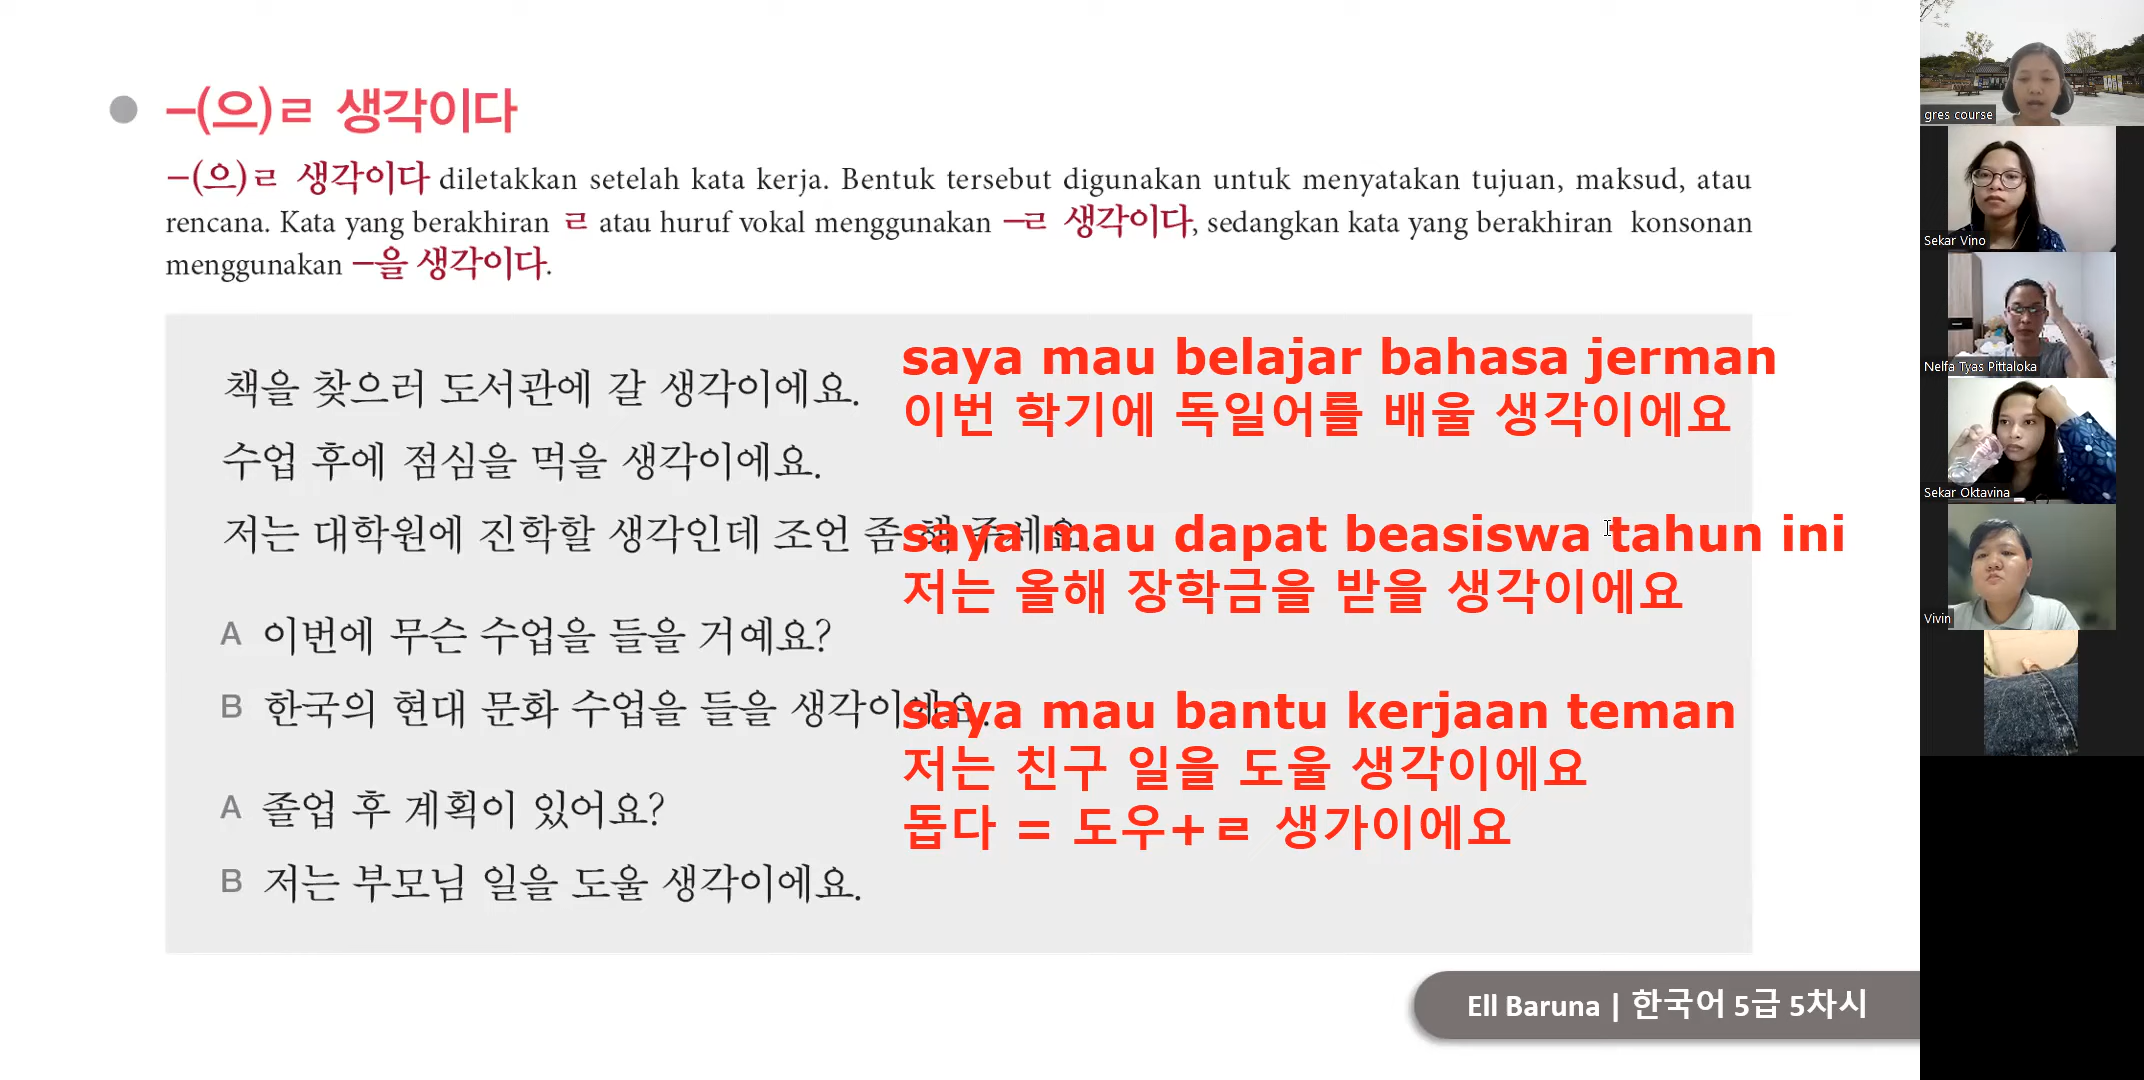 –(으)ㄹ 생각이다
–(으)ㄹ 생각이다 diletakkan setelah kata kerja. Bentuk tersebut digunakan untuk menyatakan tujuan, maksud, atau
rencana. Kata yang berakhiran ㄹ atau huruf vokal menggunakan –ㄹ 생각이다, sedangkan kata yang berakhiran konsonan
menggunakan –을 생각이다.
책을 찾으러 도서관에 갈 생각이에요.
수업 후에 점심을 먹을 생각이에요.
저는 대학원에 진학할 생각인데 조언 좀 해 주세요.
A 이번에 무슨 수업을 들을 거예요?
B 한국의 현대 문화 수업을 들을 생각이에요.
A 졸업 후 계획이 있어요?
B 저는 부모님 일을 도울 생각이에요.
saya mau belajar bahasa jerman
이번 학기에 독일어를 배울 생각이에요
saya mau dapat beasiswa tahun ini
저는 올해 장학금을 받을 생각이에요
saya mau bantu kerjaan teman
저는 친구 일을 도울 생각이에요
돕다 = 도우+ㄹ 생가이에요
Ell Baruna | 한국어 5급 5차시
gres course
Sekar Vino
Nelfa Tyas Pittaloka
Sekar Oktavina
Vivin